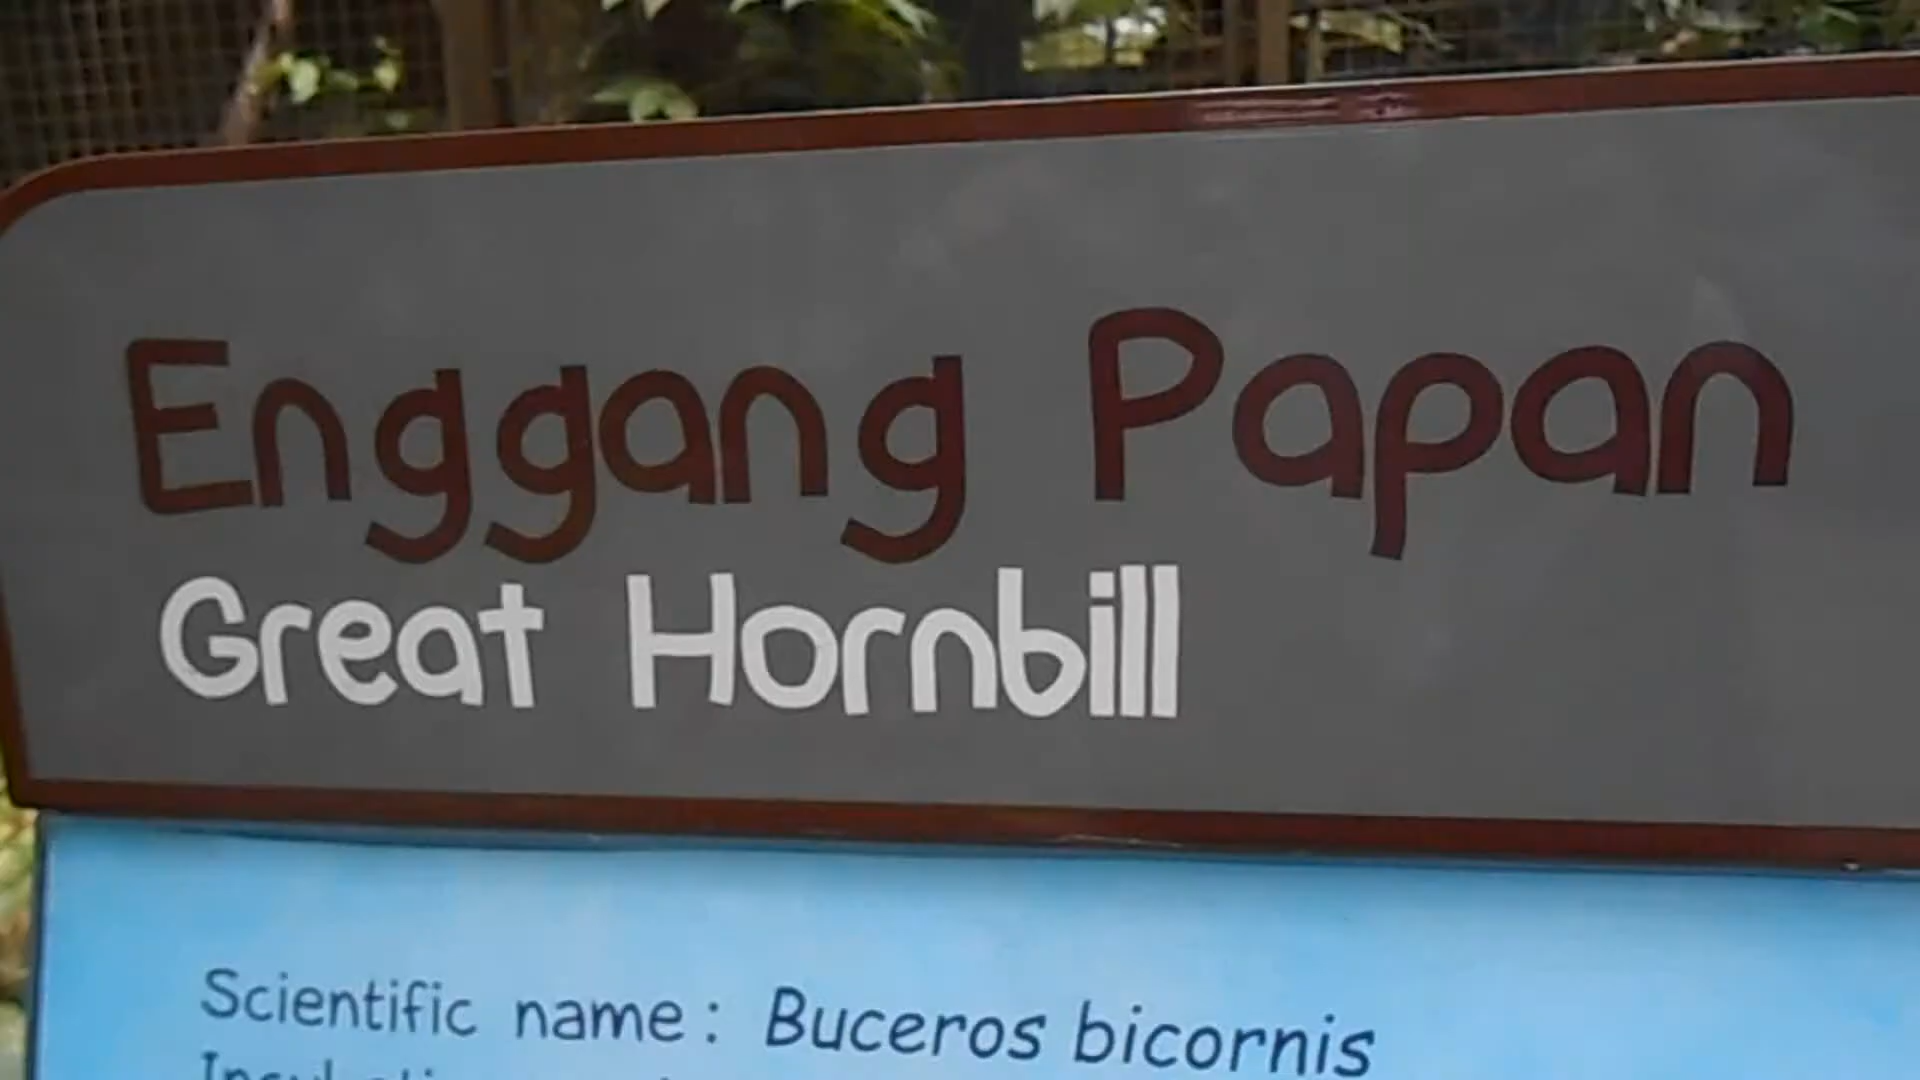 Enggang Papan
Great Hornbill
Scientific name : Buceros bicornis